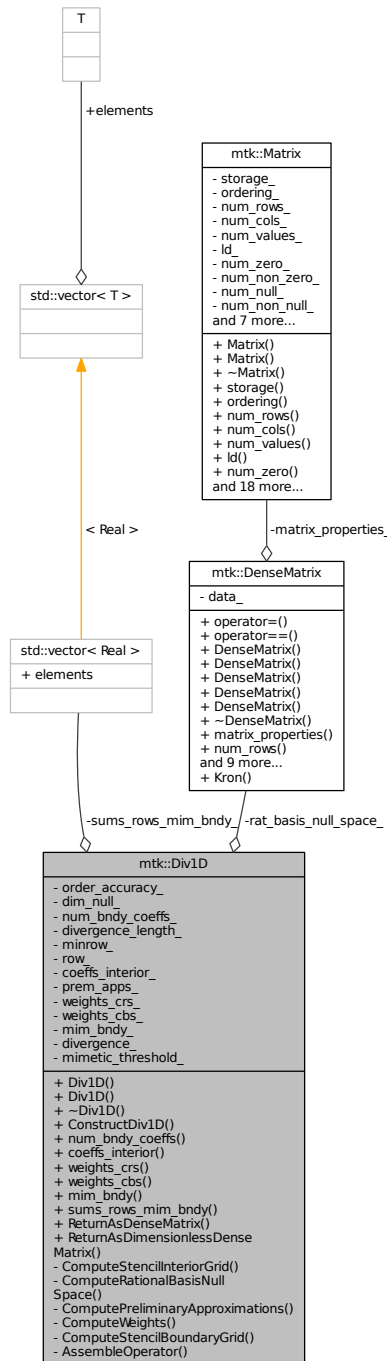 T
+elements
mtk::Matrix
- storage_
- ordering_
- num_rows_
- num_cols_
- num_values_
- ld_
- num_zero_
- num_non_zero_
- num_null_
- num_non_null_
and 7 more...
+ Matrix()
+ Matrix()
+ ~Matrix()
+ storage()
+ ordering()
+ num_rows()
+ num_cols()
+ num_values()
+ ld()
+ num_zero()
and 18 more...
std::vector< T >
< Real >
-matrix_properties_
mtk::DenseMatrix
- data_
+ operator=()
+ operator==()
+ DenseMatrix()
+ DenseMatrix()
+ DenseMatrix()
+ DenseMatrix()
+ DenseMatrix()
+ ~DenseMatrix()
+ matrix_properties()
+ num_rows()
and 9 more...
+ Kron()
std::vector< Real >
+ elements
-sums_rows_mim_bndy_
-rat_basis_null_space_
mtk::Div1D
- order_accuracy_
- dim_null_
- num_bndy_coeffs_
- divergence_length_
- minrow_
- row_
- coeffs_interior_
- prem_apps_
- weights_crs_
- weights_cbs_
- mim_bndy_
- divergence_
- mimetic_threshold_
+ Div1D()
+ Div1D()
+ ~Div1D()
+ ConstructDiv1D()
+ num_bndy_coeffs()
+ coeffs_interior()
+ weights_crs()
+ weights_cbs()
+ mim_bndy()
+ sums_rows_mim_bndy()
+ ReturnAsDenseMatrix()
+ ReturnAsDimensionlessDense
Matrix()
- ComputeStencilInteriorGrid()
- ComputeRationalBasisNull
Space()
- ComputePreliminaryApproximations()
- ComputeWeights()
- ComputeStencilBoundaryGrid()
- AssembleOperator()